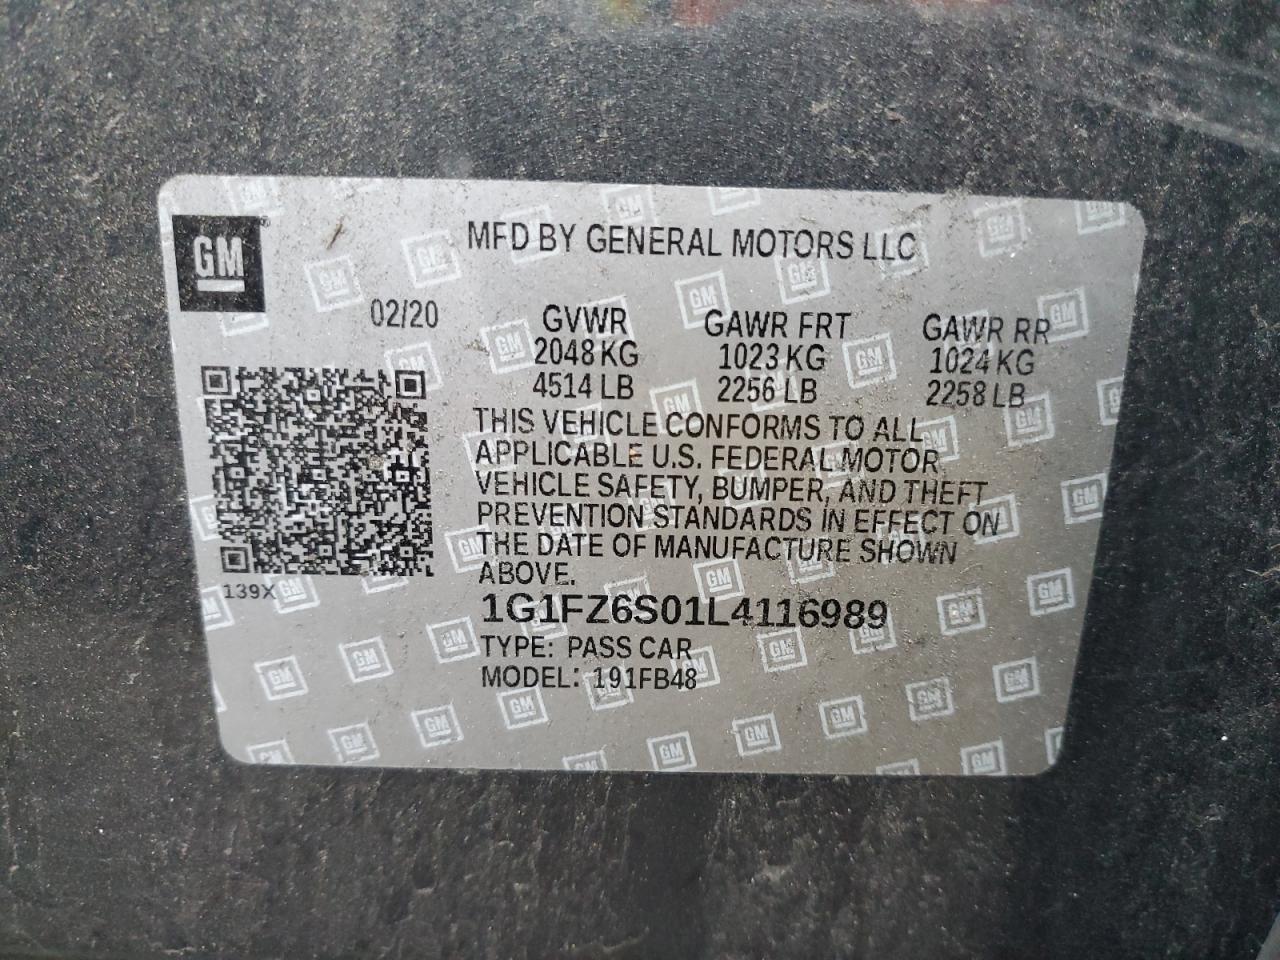 GM
MFD BY GENERAL MOTORS LLC
02/20
GVWR GAWR FRT GAWR RR
2048 KG 1023 KG 1024 KG
4514 LB 2256 LB 2258 LB
THIS VEHICLE CONFORMS TO ALL
APPLICABLE U.S. FEDERAL MOTOR
VEHICLE SAFETY, BUMPER, AND THEFT
PREVENTION STANDARDS IN EFFECT ON
THE DATE OF MANUFACTURE SHOWN
ABOVE.
139X
1G1FZ6S01L4116989
TYPE: PASS CAR
MODEL: 191FB48